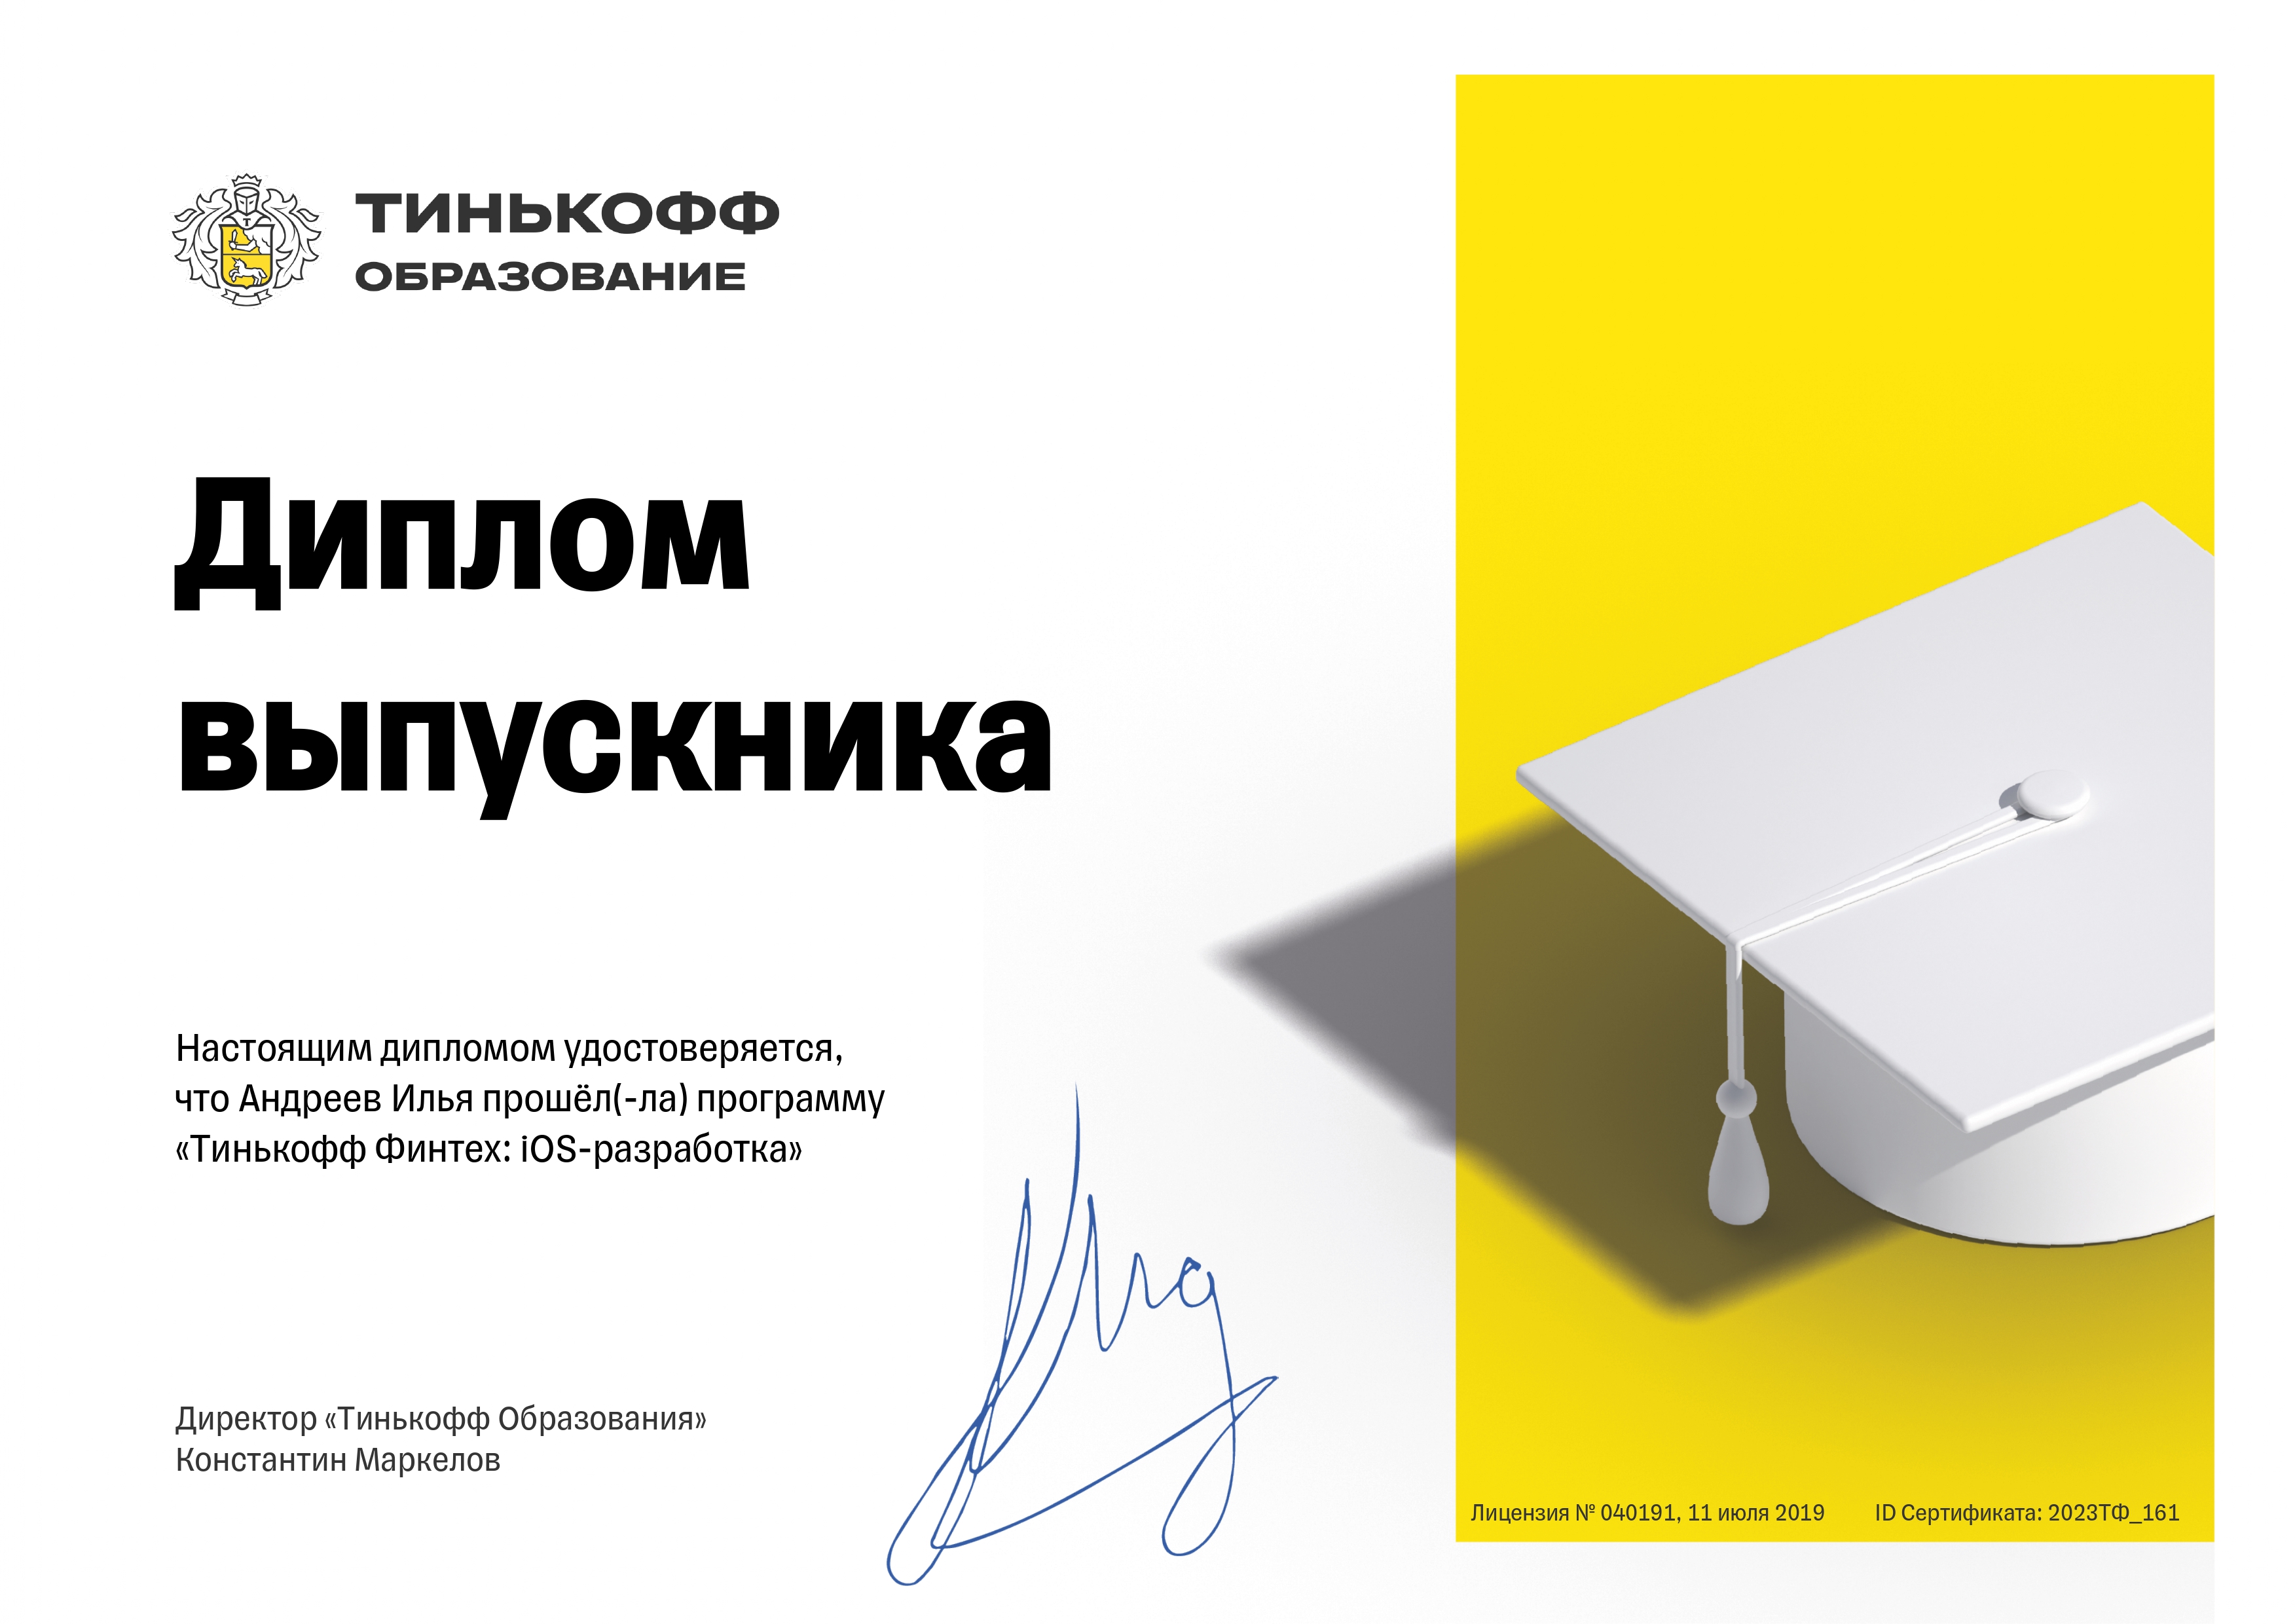 ТИНЬКОФФ
ОБРАЗОВАНИЕ
Диплом
выпускника
Настоящим дипломом удостоверяется,
что Андреев Илья прошёл(-ла) программу
«Тинькофф Финтех: iOS-разработка»
Директор «Тинькофф Образования»
Константин Маркелов
Лицензия № 040191, 11 июля 2019 ID Сертификата: 2023ТФ_161